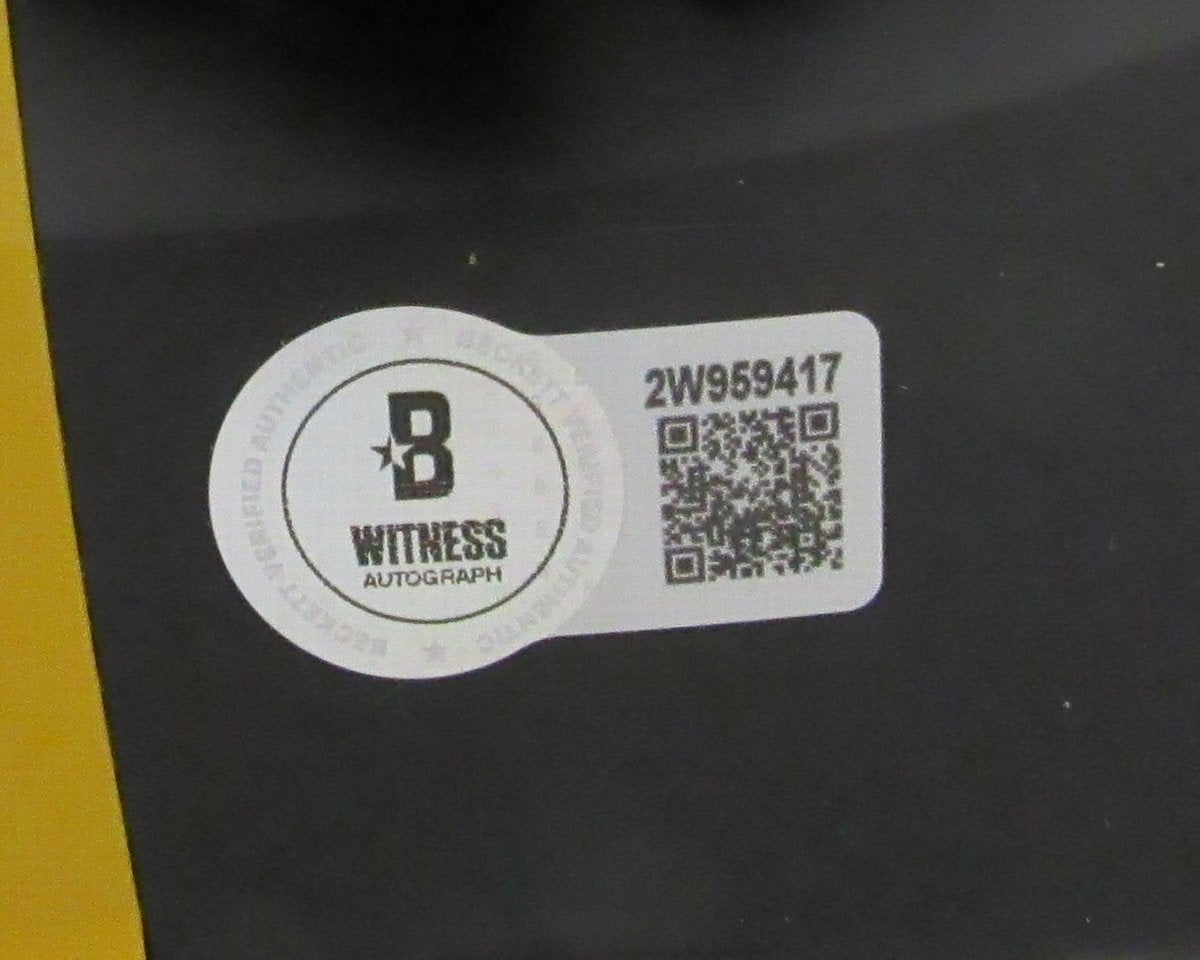 BECKETT VERIFIED AUTHENTIC ★ BECKETT VERIFIED AUTHENTIC ★
B
WITNESS
AUTOGRAPH
2W959417